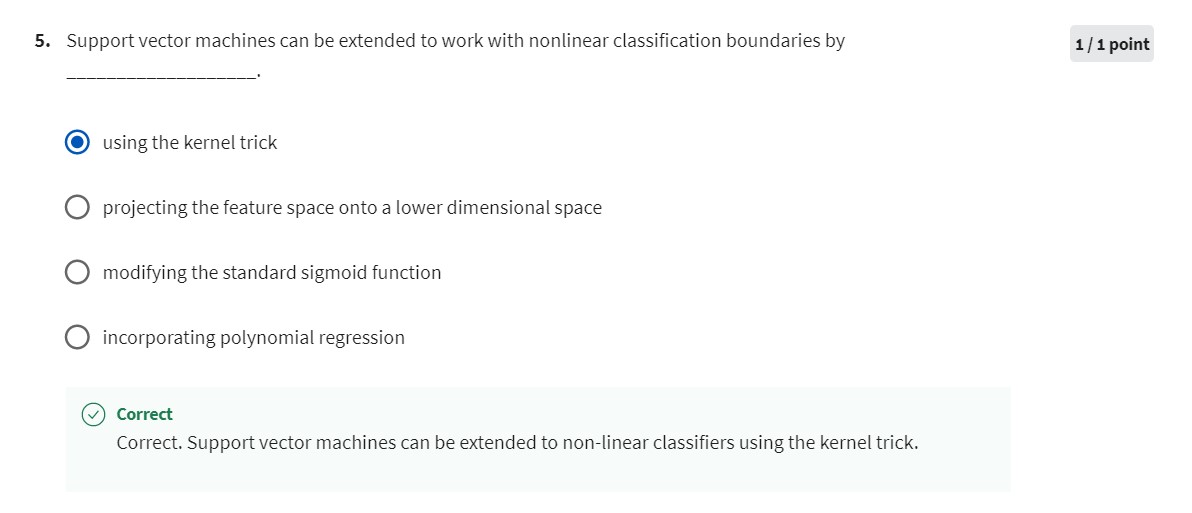 5. Support vector machines can be extended to work with nonlinear classification boundaries by
___________________.
1 / 1 point
using the kernel trick
projecting the feature space onto a lower dimensional space
modifying the standard sigmoid function
incorporating polynomial regression
Correct
Correct. Support vector machines can be extended to non-linear classifiers using the kernel trick.